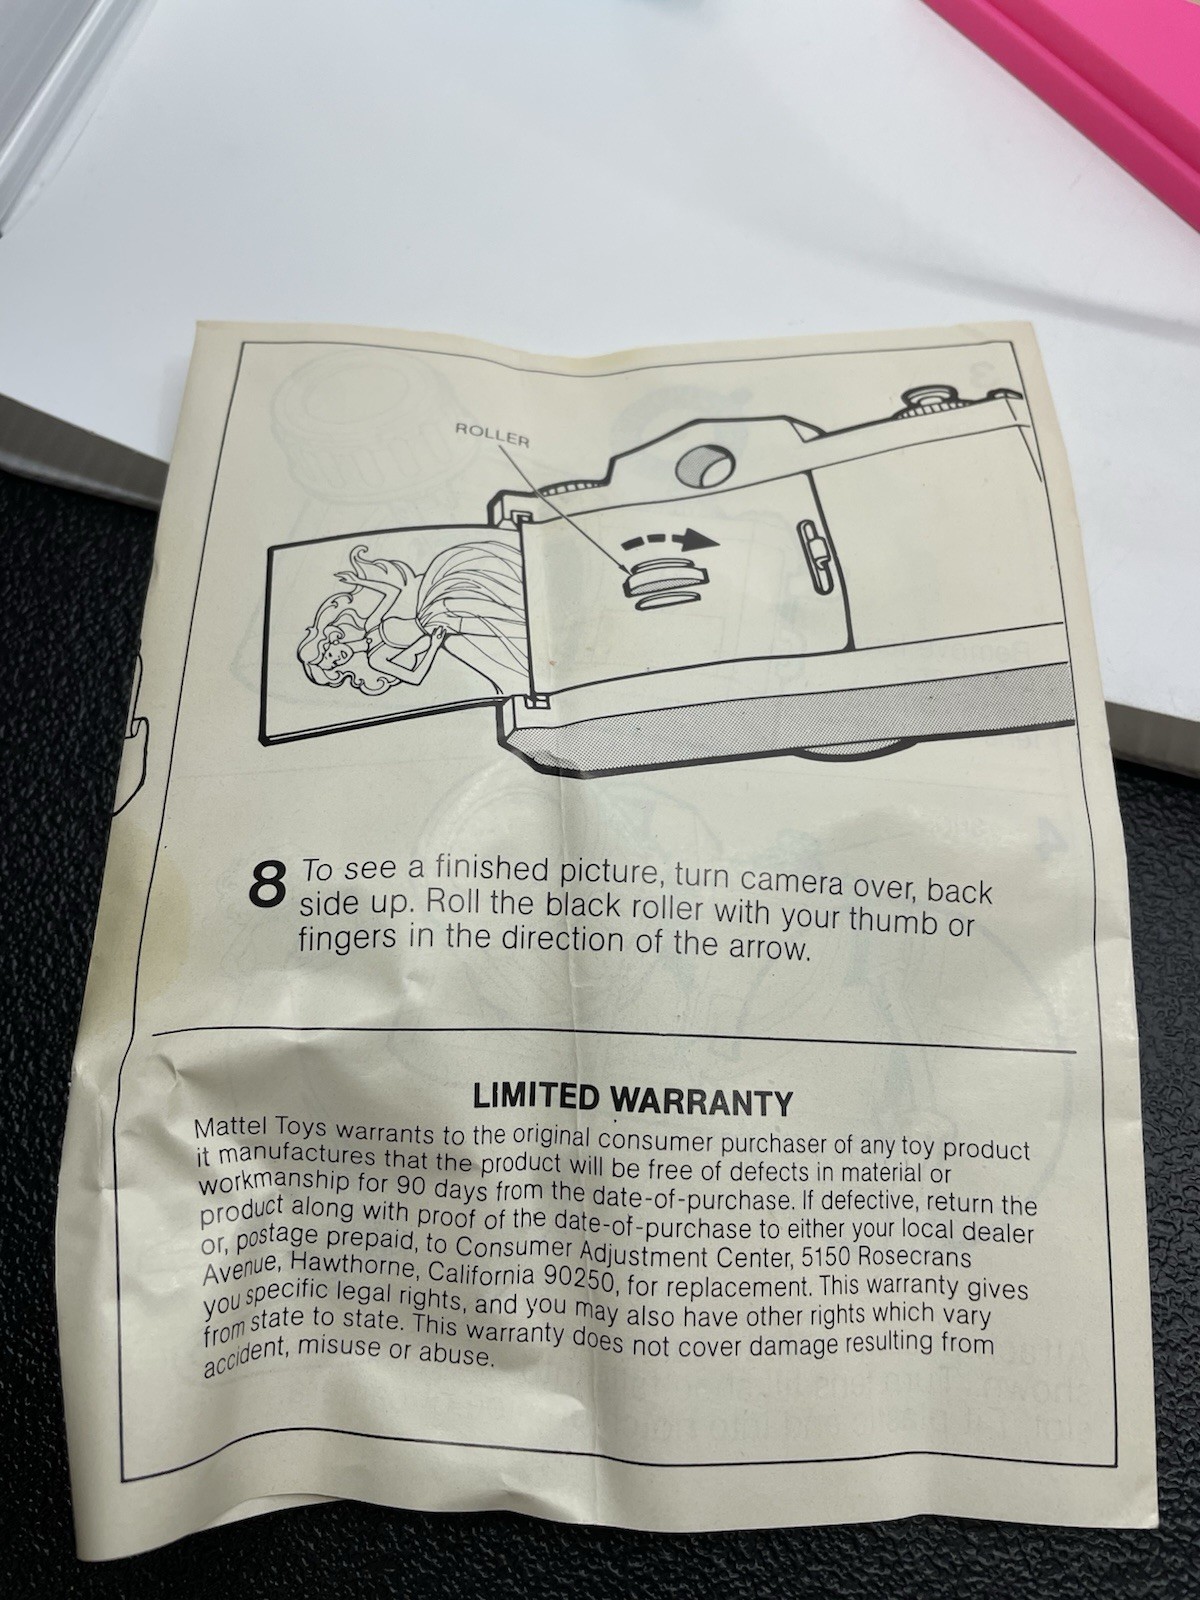 ROLLER
8 To see a finished picture, turn camera over, back
side up. Roll the black roller with your thumb or
fingers in the direction of the arrow.
LIMITED WARRANTY
Mattel Toys warrants to the original consumer purchaser of any toy product
it manufactures that the product will be free of defects in material or
workmanship for 90 days from the date-of-purchase. If defective, return the
product along with proof of the date-of-purchase to either your local dealer
or, postage prepaid, to Consumer Adjustment Center, 5150 Rosecrans
Avenue, Hawthorne, California 90250, for replacement. This warranty gives
you specific legal rights, and you may also have other rights which vary
from state to state. This warranty does not cover damage resulting from
accident, misuse or abuse.